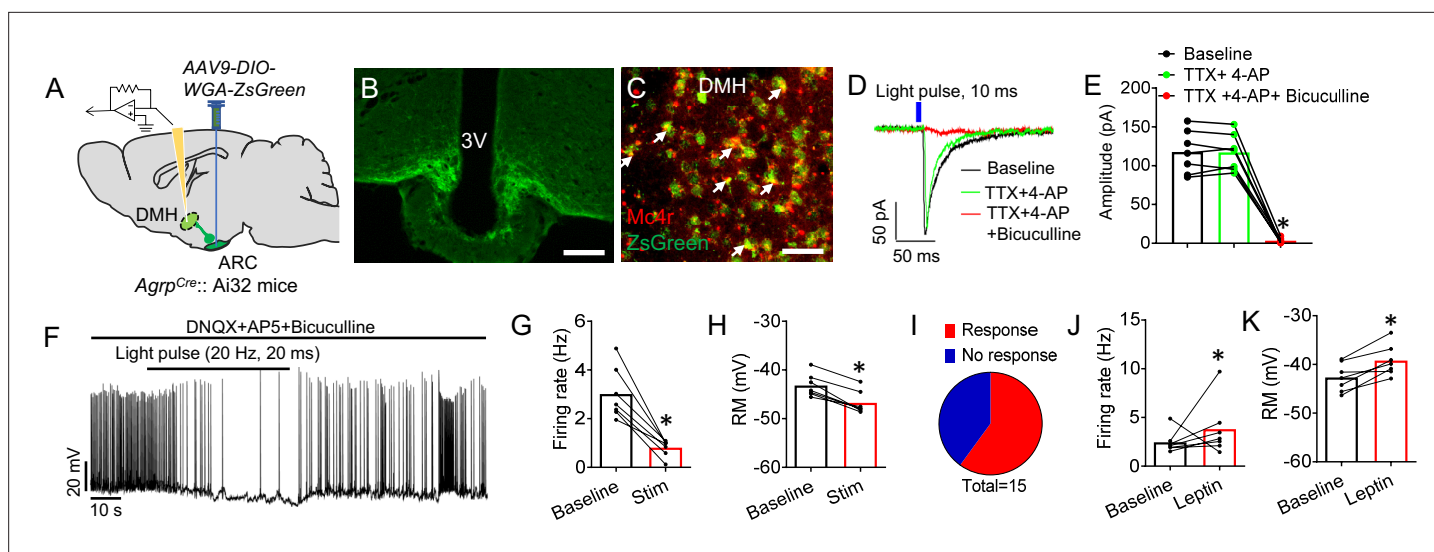 A
AAV9-DIO-
WGA-ZsGreen
DMH
ARC
Agrp^Cre:: Ai32 mice
B
3V
C
DMH
Mc4r
ZsGreen
D
Light pulse, 10 ms
Baseline
TTX+4-AP
TTX+4-AP
+Bicuculline
50 pA
50 ms
E
Baseline
TTX+ 4-AP
TTX +4-AP+ Bicuculline
Amplitude (pA)
200
150
100
50
0
*
F
DNQX+AP5+Bicuculline
Light pulse (20 Hz, 20 ms)
20 mV
10 s
G
Firing rate (Hz)
6
4
2
0
*
Baseline
Stim
H
RM (mV)
-30
-40
-50
-60
*
Baseline
Stim
I
Response
No response
Total=15
J
Firing rate (Hz)
15
10
5
0
*
Baseline
Leptin
K
RM (mV)
-30
-40
-50
-60
*
Baseline
Leptin